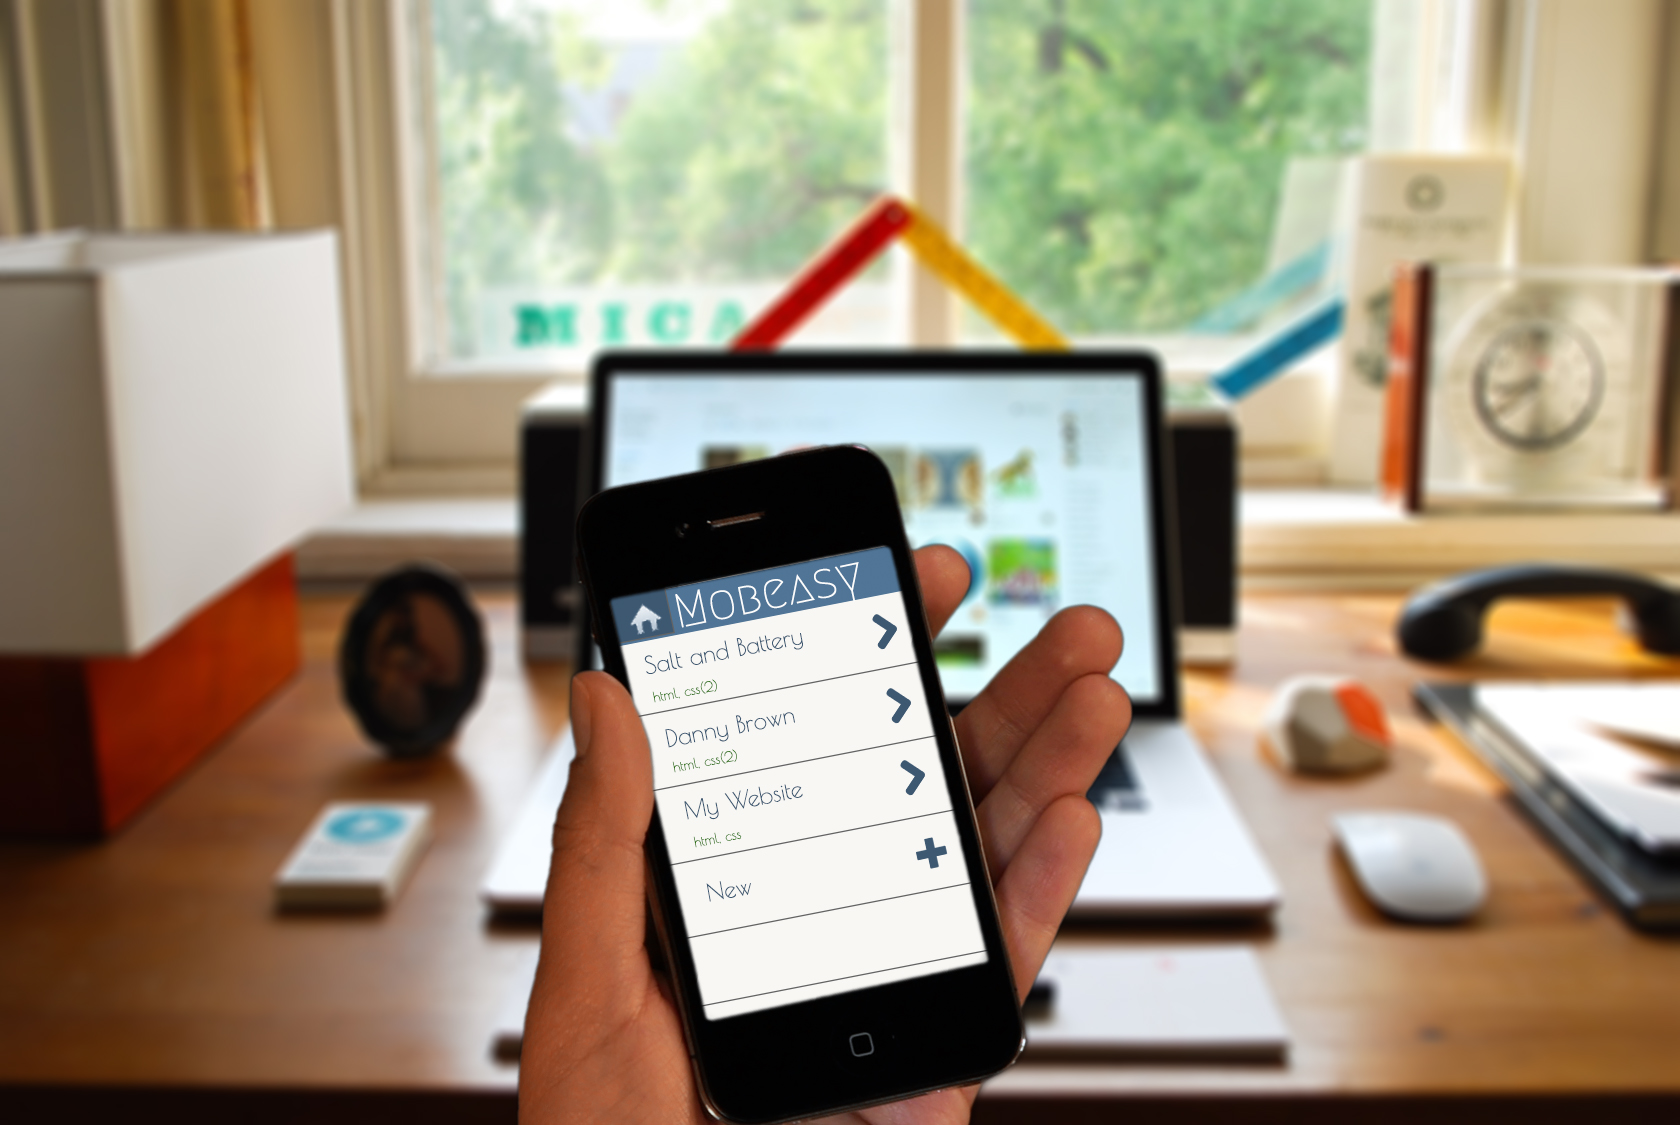 MICA
MOBEASY
Salt and Battery
html, css(2)
Danny Brown
html, css(2)
My Website
html, css
New